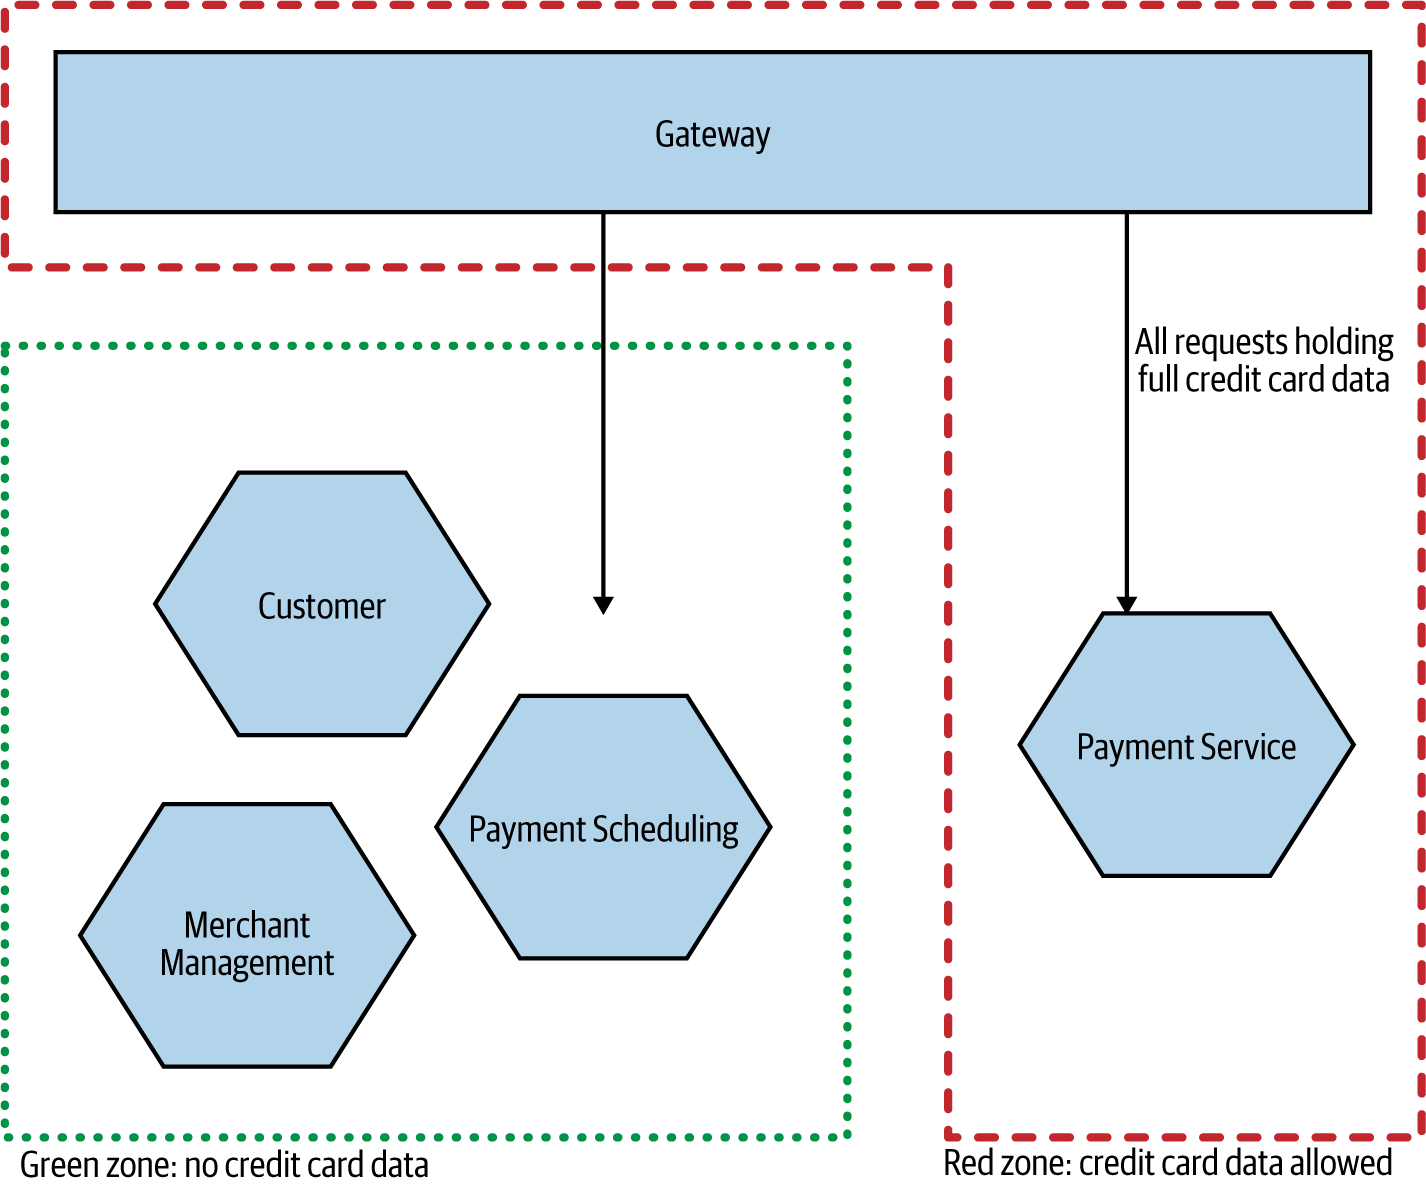 Gateway
All requests holding
full credit card data
Customer
Payment Service
Payment Scheduling
Merchant
Management
Green zone: no credit card data
Red zone: credit card data allowed